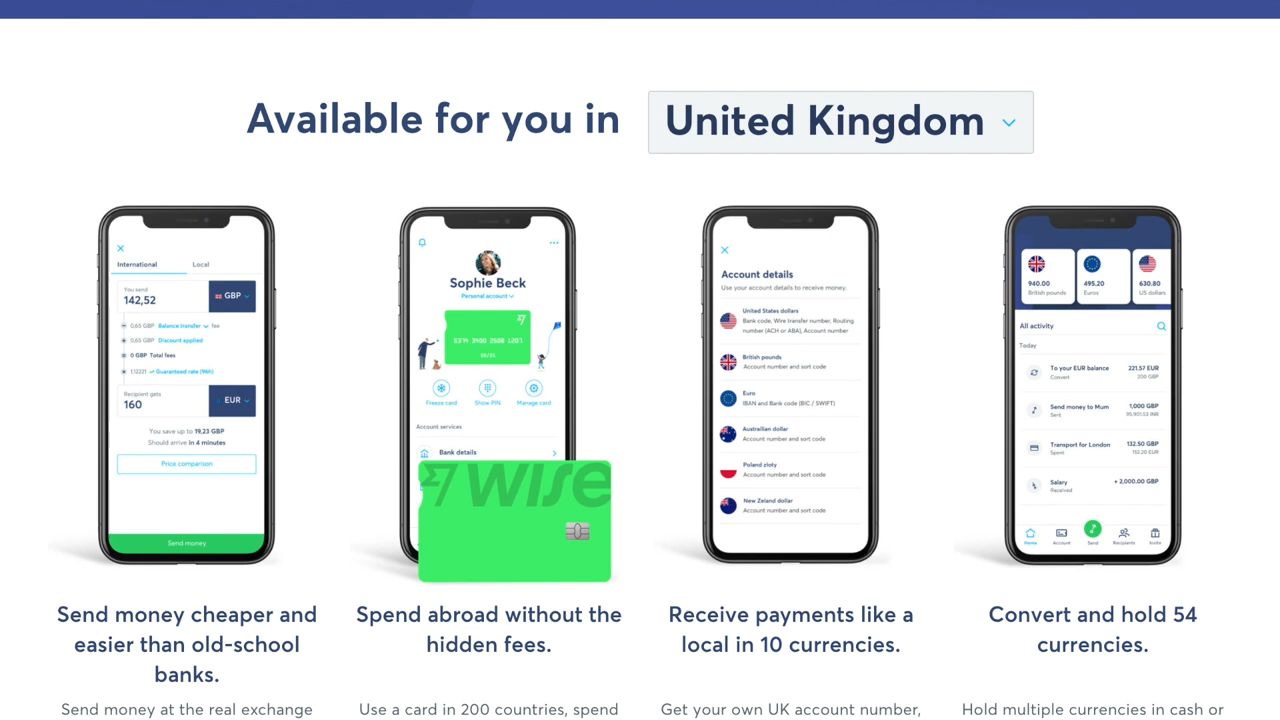 Available for you in
United Kingdom
International Local
You send
142,52
GBP
0,65 GBP Balance transfer fee
0,65 GBP Discount applied
0 GBP Total fees
1,12221 Guaranteed rate (96h)
Recipient gets
160
EUR
You save up to 19,23 GBP
Should arrive in 4 minutes
Price comparison
Send money
Sophie Beck
Personal account
Freeze card Show PIN Manage card
Account services
Bank details
WISE
Account details
Use your account details to receive money.
United States dollars
Bank code, Wire transfer number, Routing
number (ACH or ABA), Account number
British pounds
Account number and sort code
Euro
IBAN and Bank code (BIC / SWIFT)
Australian dollar
Account number and sort code
Poland zloty
Account number and sort code
New Zeland dollar
Account number and sort code
940.00
British pounds
495,20
Euros
630.80
US dollars
All activity
Today
To your EUR balance 221.57 EUR
Convert 200 GBP
Send money to Mum 1,000 GBP
Sent
Transport for London 132.50 GBP
Spent 152.20 EUR
Salary + 2,000.00 GBP
Received
Home Account Send Recipients Invite
Send money cheaper and
easier than old-school
banks.
Spend abroad without the
hidden fees.
Receive payments like a
local in 10 currencies.
Convert and hold 54
currencies.
Send money at the real exchange
Use a card in 200 countries, spend
Get your own UK account number,
Hold multiple currencies in cash or